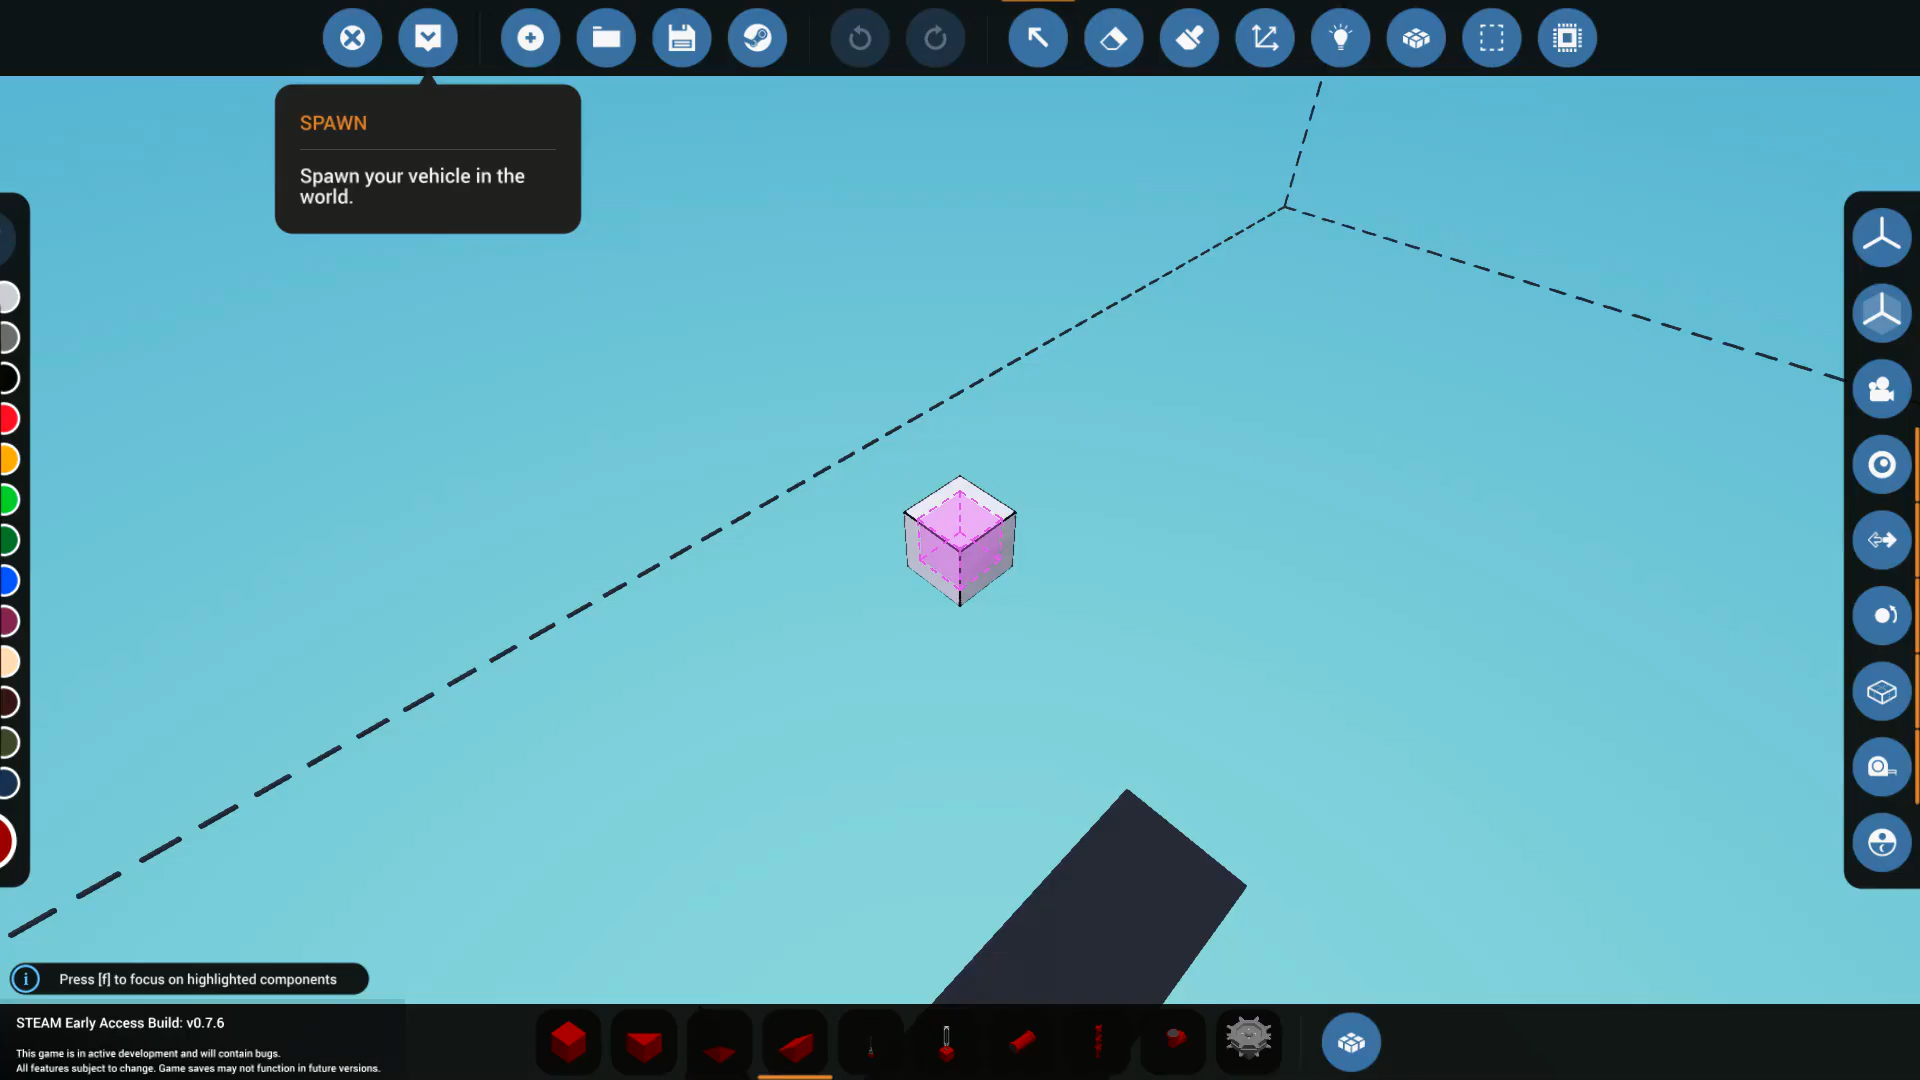 SPAWN
Spawn your vehicle in the
world.
Press [f] to focus on highlighted components
STEAM Early Access Build: v0.7.6
This game is in active development and will contain bugs.
All features subject to change. Game saves may not function in future versions.